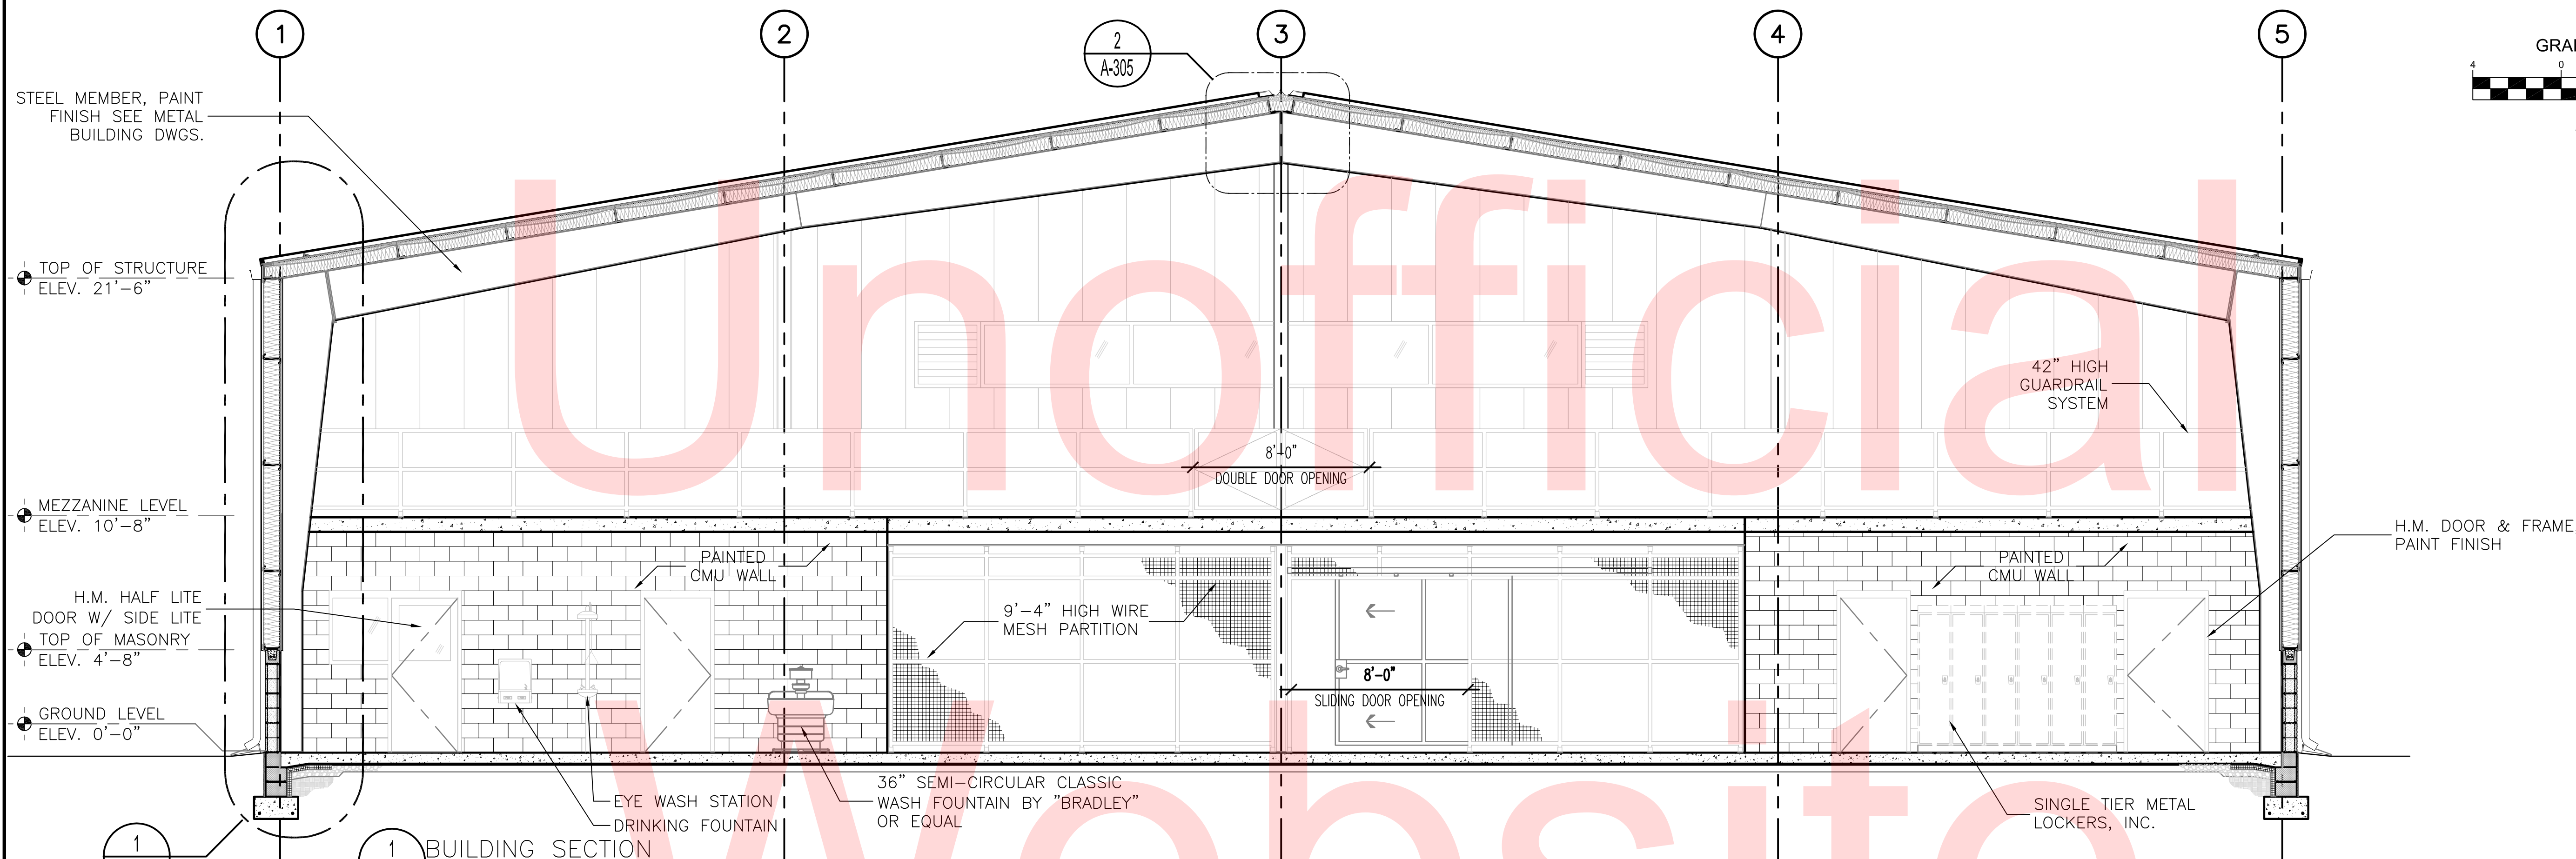 1
2
3
4
5
2
A-305
GRA
4
0
STEEL MEMBER, PAINT
FINISH SEE METAL
BUILDING DWGS.
TOP OF STRUCTURE
ELEV. 21'-6"
42" HIGH
GUARDRAIL
SYSTEM
8'-0"
DOUBLE DOOR OPENING
MEZZANINE LEVEL
ELEV. 10'-8"
H.M. DOOR & FRAME
PAINT FINISH
PAINTED
CMU WALL
PAINTED
CMU WALL
H.M. HALF LITE
DOOR W/ SIDE LITE
9'-4" HIGH WIRE
MESH PARTITION
TOP OF MASONRY
ELEV. 4'-8"
8'-0"
SLIDING DOOR OPENING
GROUND LEVEL
ELEV. 0'-0"
36" SEMI-CIRCULAR CLASSIC
WASH FOUNTAIN BY "BRADLEY"
OR EQUAL
EYE WASH STATION
DRINKING FOUNTAIN
SINGLE TIER METAL
LOCKERS, INC.
1
1
BUILDING SECTION
Unofficial
Website